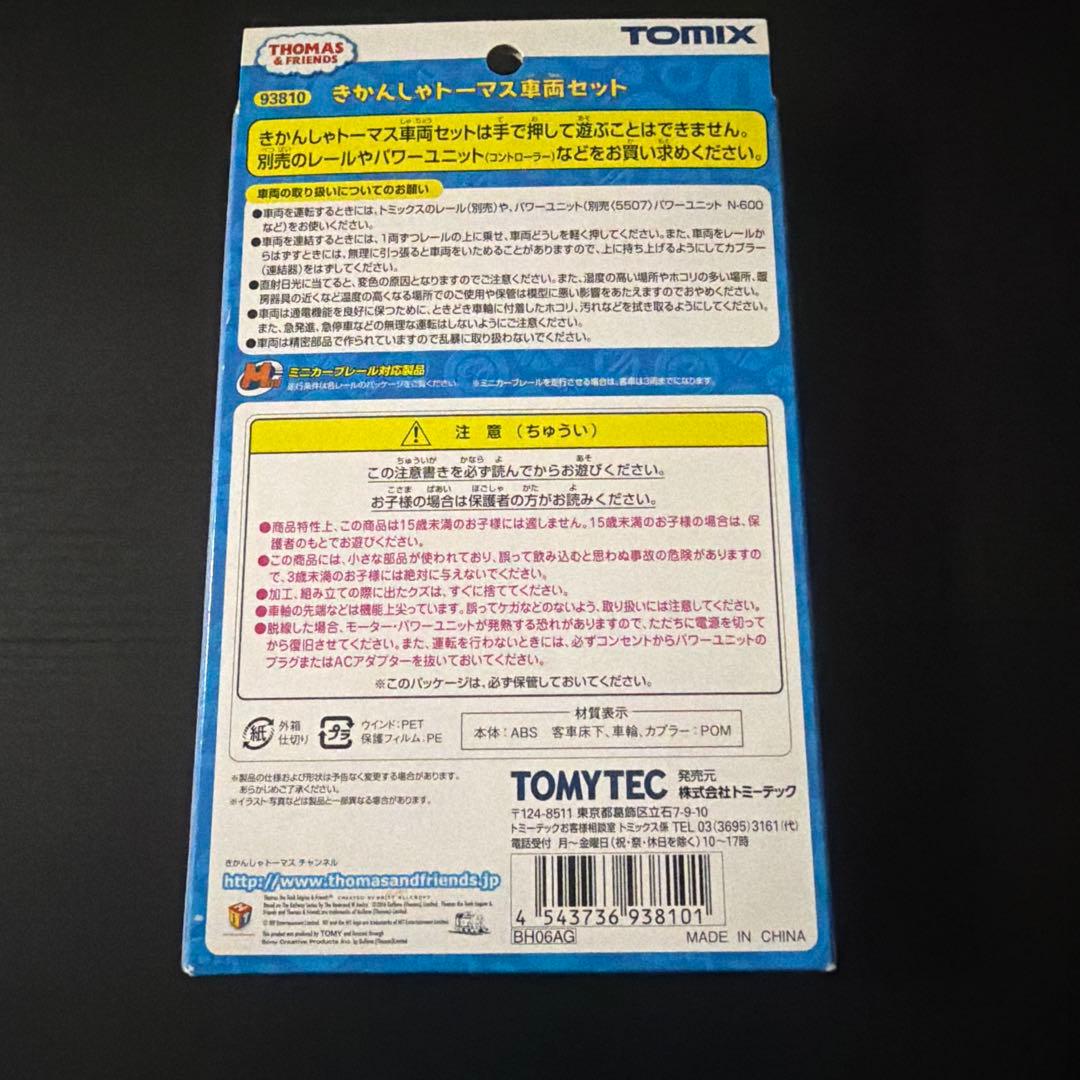 THOMAS
& FRIENDS
TOMIX
93810 きかんしゃトーマス車両セット
きかんしゃトーマス車両セットは手で押して遊ぶことはできません。
別売のレールやパワーユニット(コントローラー)などをお買い求めください。
車両の取り扱いについてのお願い
●車両を運転するときには、トミックスのレール(別売)や、パワーユニット(別売〈5507〉パワーユニット N-600
など)をお使いください。
●車両を連結するときには、1両ずつレールの上に乗せ、車両どうしを軽く押してください。また、車両をレールか
らはずすときには、無理に引っ張ると車両をいためることがありますので、上に持ち上げるようにしてカプラー
(連結器)をはずしてください。
●直射日光に当てると、変色の原因となりますのでご注意ください。また、湿度の高い場所やホコリの多い場所、暖
房器具の近くなど温度の高くなる場所でのご使用や保管は模型に悪い影響をあたえますのでおやめください。
●車両は通電機能を良好に保つために、ときどき車輪に付着したホコリ、汚れなどを拭き取るようにしてください。
また、急発進、急停車などの無理な運転はしないようにご注意ください。
●車両は精密部品で作られていますので乱暴に取り扱わないでください。
ミニカーブレール対応製品
走行条件は各レールのパッケージをご覧ください。 ※ミニカーブレールを走行させる場合は、客車は3両までになります。
注 意 (ちゅうい)
この注意書きを必ず読んでからお遊びください。
お子様の場合は保護者の方がお読みください。
●商品特性上、この商品は15歳未満のお子様には適しません。15歳未満のお子様の場合は、保
護者のもとでお遊びください。
●この商品には、小さな部品が使われており、誤って飲み込むと思わぬ事故の危険がありますの
で、3歳未満のお子様には絶対に与えないでください。
●加工、組み立ての際に出たクズは、すぐに捨ててください。
●車輪の先端などは機能上尖っています。誤ってケガなどのないよう、取り扱いには注意してください。
●脱線した場合、モーター・パワーユニットが発熱する恐れがありますので、ただちに電源を切って
から復旧させてください。また、運転を行わないときには、必ずコンセントからパワーユニットの
プラグまたはACアダプターを抜いておいてください。
※このパッケージは、必ず保管しておいてください。
紙 外箱
仕切り
プラ ウインド:PET
保護フィルム:PE
材質表示
本体:ABS 客車床下、車輪、カプラー:POM
※製品の仕様および形状は予告なく変更する場合があります。
あらかじめご了承ください。
※イラスト写真などは製品と一部異なる場合があります。
TOMYTEC 発売元
株式会社トミーテック
〒124-8511 東京都葛飾区立石7-9-10
トミーテックお客様相談室 トミックス係 TEL 03(3695)3161(代)
電話受付 月〜金曜日(祝・祭・休日を除く)10〜17時
きかんしゃトーマス チャンネル
http://www.thomasandfriends.jp
4 543736 938101
BH06AG
MADE IN CHINA